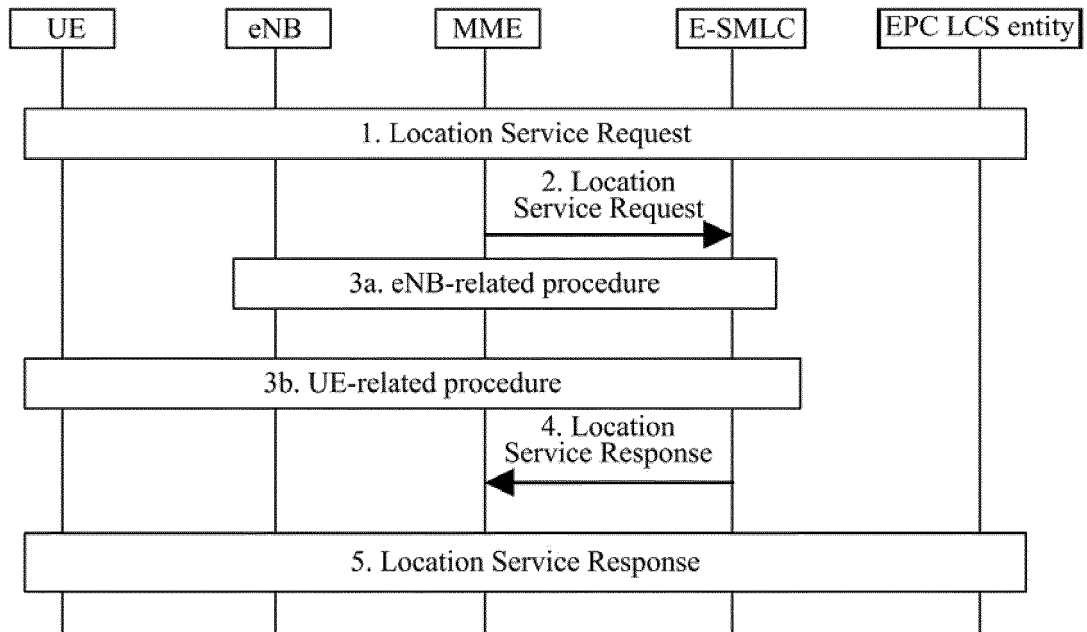 UE
eNB
MME
E-SMLC
EPC LCS entity
1. Location Service Request
2. Location
Service Request
3a. eNB-related procedure
3b. UE-related procedure
4. Location
Service Response
5. Location Service Response